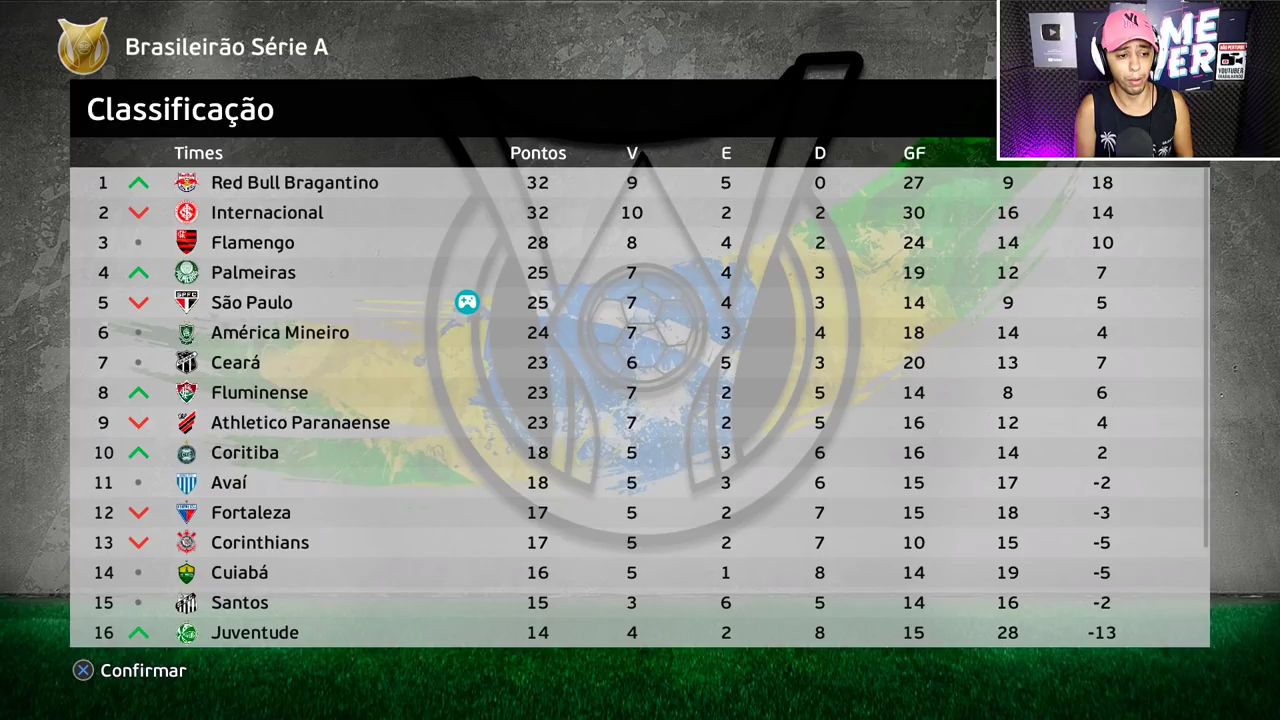 Brasileirão Série A
Classificação
Times Pontos V E D GF
1 Red Bull Bragantino 32 9 5 0 27 9 18
2 Internacional 32 10 2 2 30 16 14
3 Flamengo 28 8 4 2 24 14 10
4 Palmeiras 25 7 4 3 19 12 7
5 São Paulo 25 7 4 3 14 9 5
6 América Mineiro 24 7 3 4 18 14 4
7 Ceará 23 6 5 3 20 13 7
8 Fluminense 23 7 2 5 14 8 6
9 Athletico Paranaense 23 7 2 5 16 12 4
10 Coritiba 18 5 3 6 16 14 2
11 Avaí 18 5 3 6 15 17 -2
12 Fortaleza 17 5 2 7 15 18 -3
13 Corinthians 17 5 2 7 10 15 -5
14 Cuiabá 16 5 1 8 14 19 -5
15 Santos 15 3 6 5 14 16 -2
16 Juventude 14 4 2 8 15 28 -13
Confirmar
ME
ER
NÃO PERTURBE
YOUTUBER
TRABALHANDO
SPFC